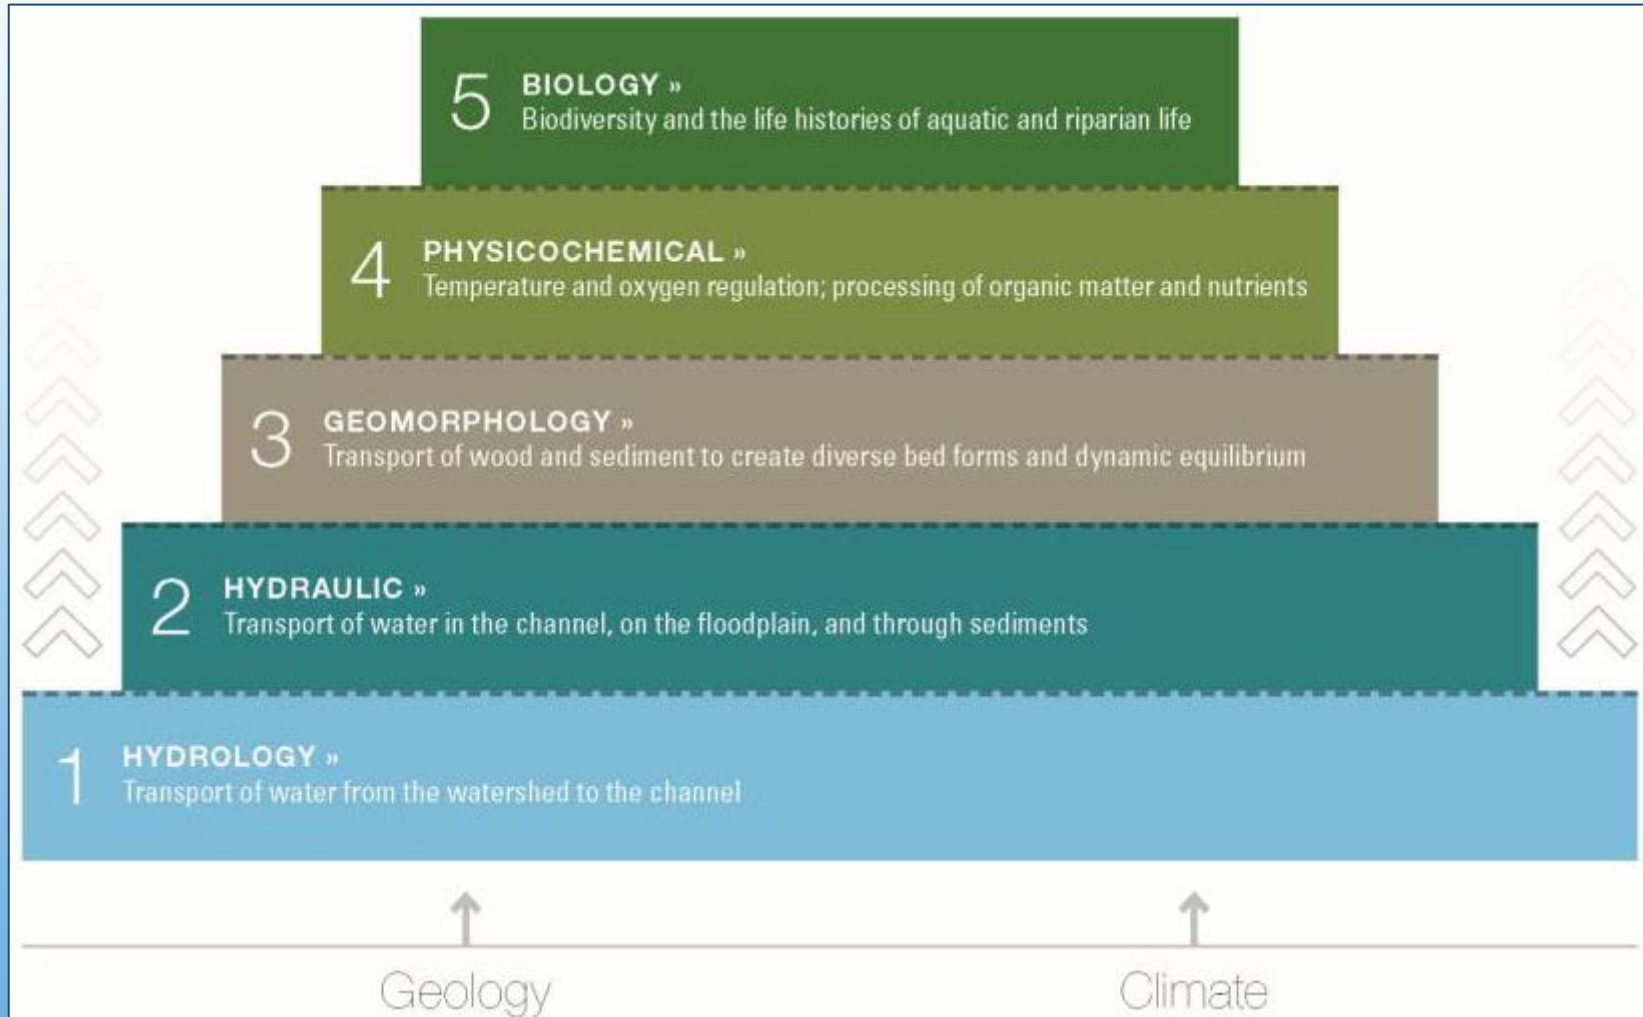 5
BIOLOGY »
Biodiversity and the life histories of aquatic and riparian life
4
PHYSICOCHEMICAL »
Temperature and oxygen regulation; processing of organic matter and nutrients
3
GEOMORPHOLOGY »
Transport of wood and sediment to create diverse bed forms and dynamic equilibrium
2
HYDRAULIC »
Transport of water in the channel, on the floodplain, and through sediments
1
HYDROLOGY »
Transport of water from the watershed to the channel
Geology
Climate